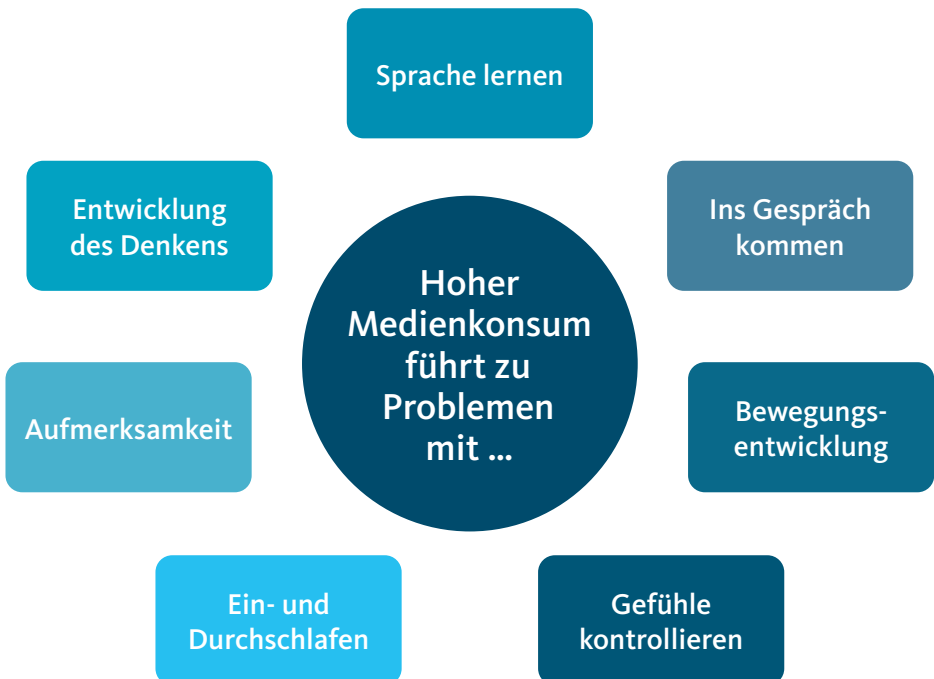 Sprache lernen
Entwicklung
des Denkens
Ins Gespräch
kommen
Hoher
Medienkonsum
führt zu
Problemen
mit ...
Aufmerksamkeit
Bewegungs-
entwicklung
Ein- und
Durchschlafen
Gefühle
kontrollieren